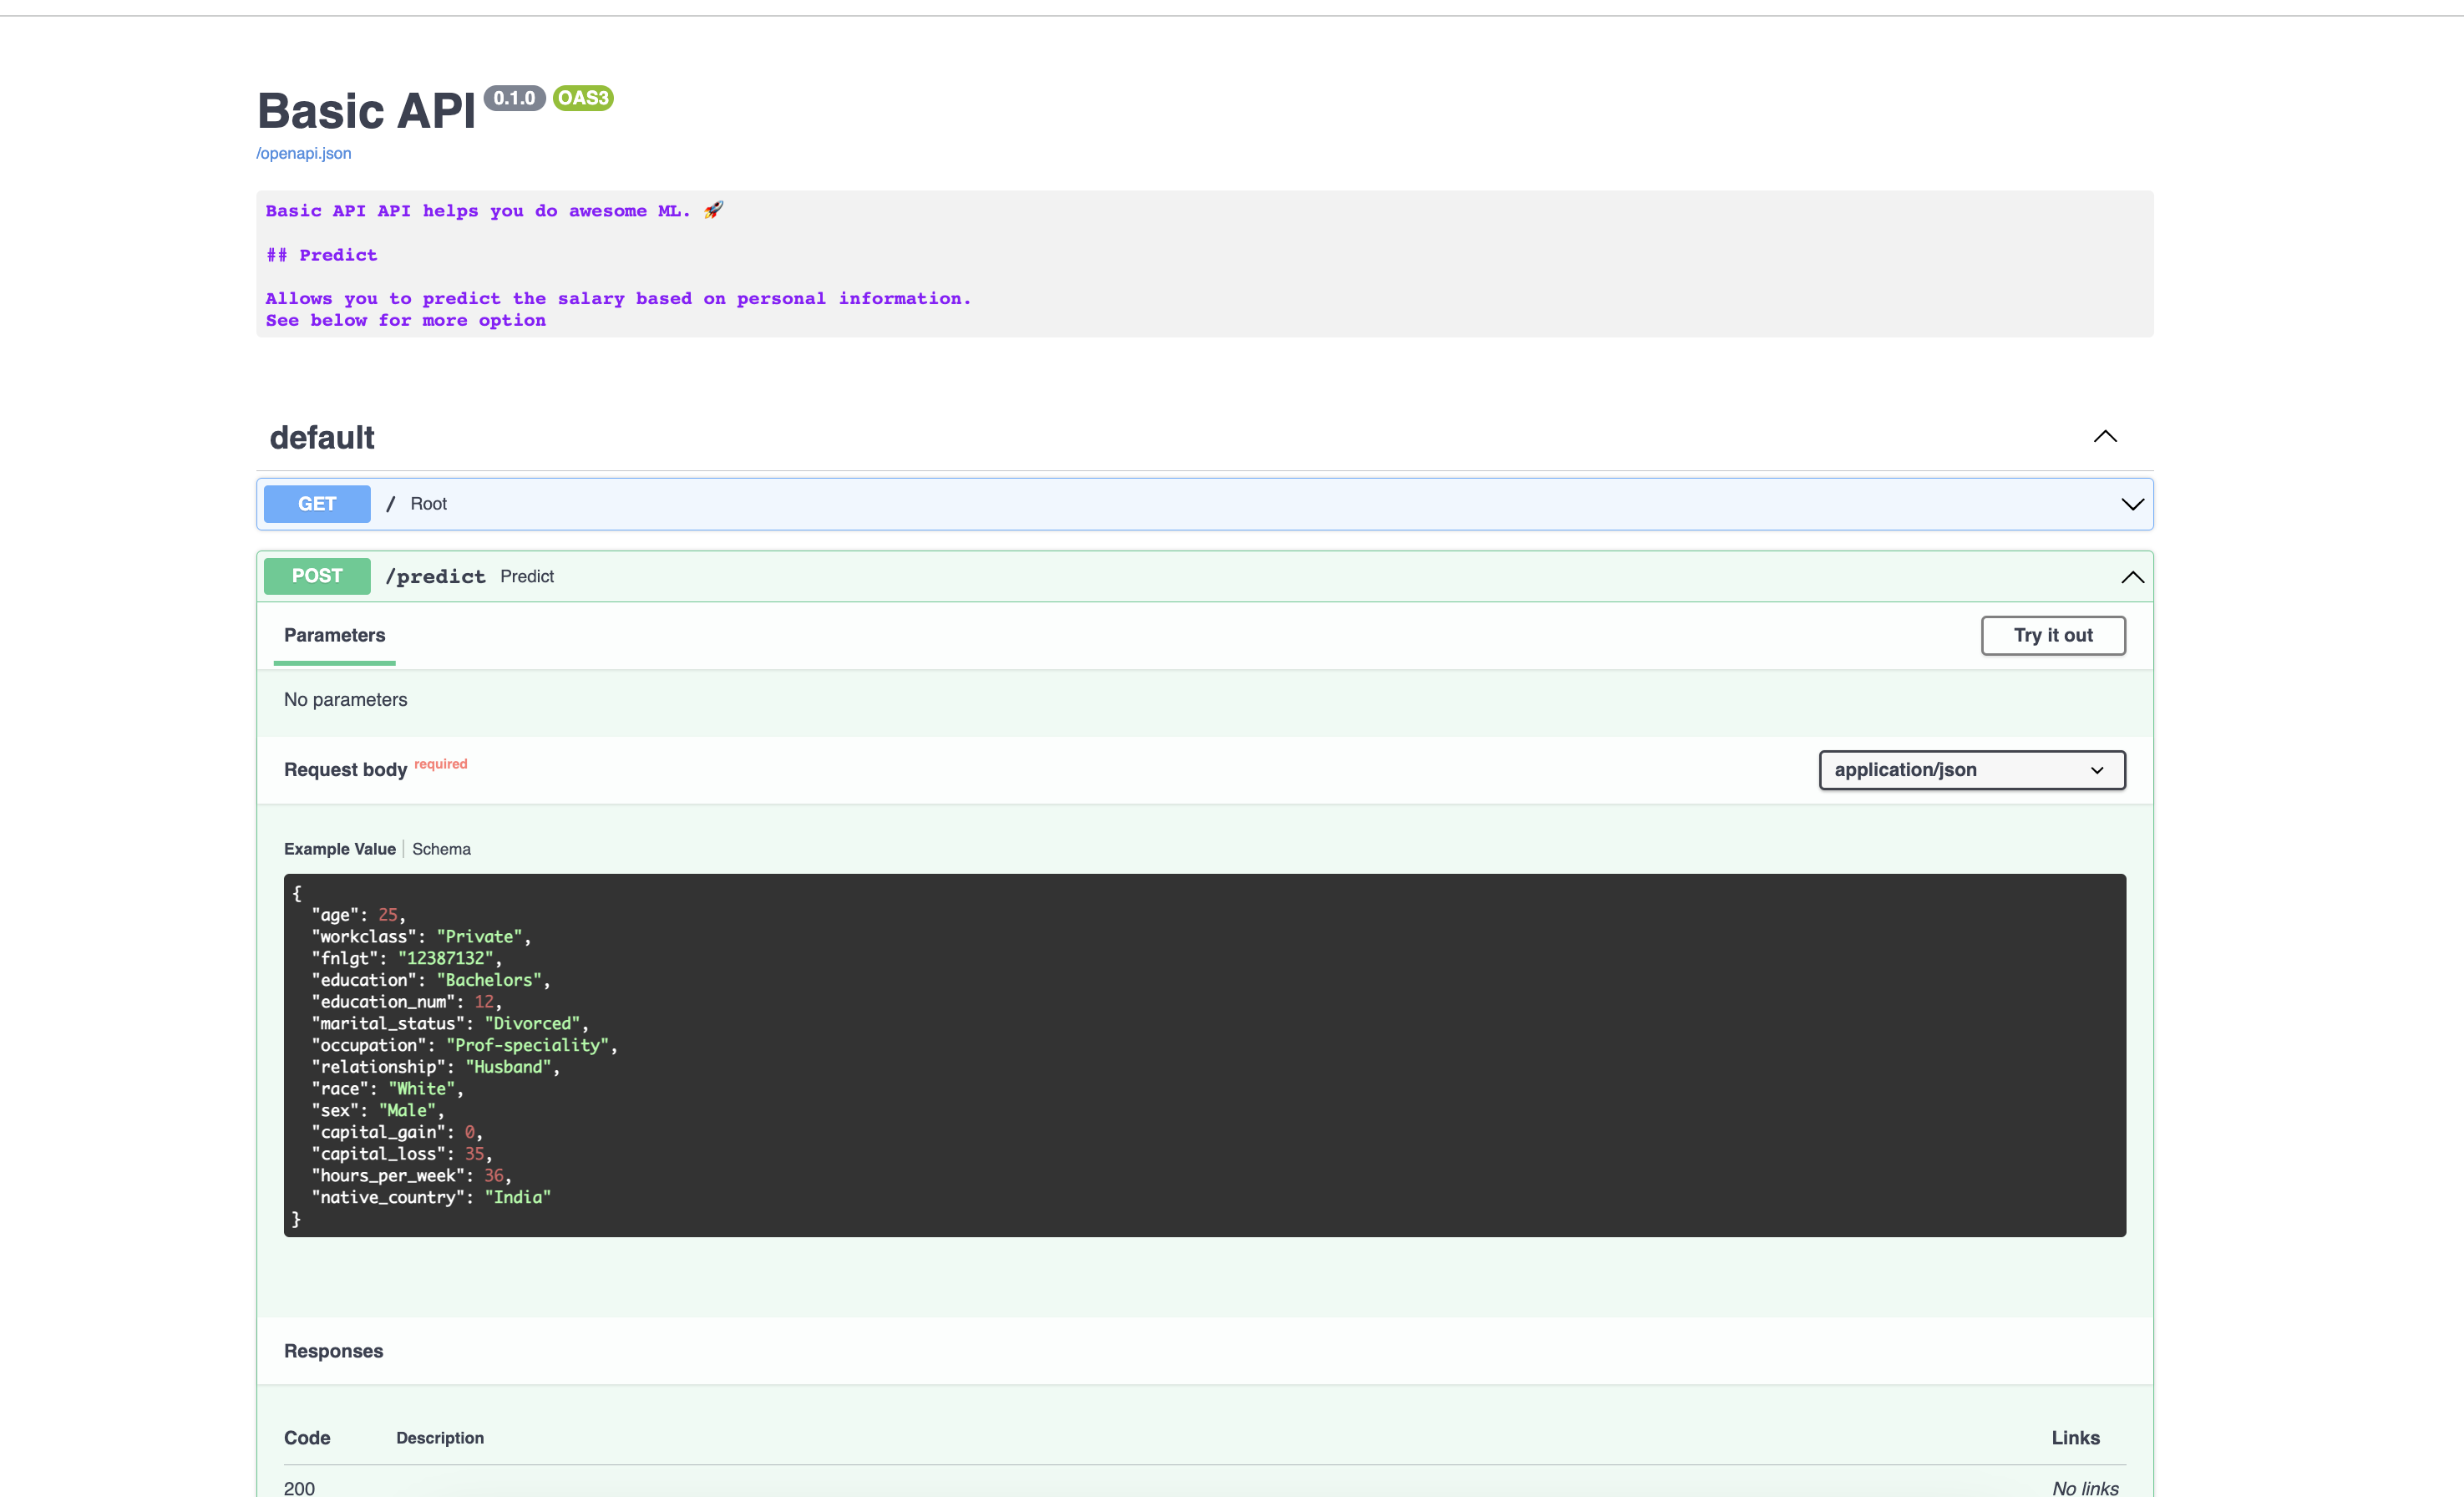 Basic API 0.1.0 OAS3
/openapi.json
Basic API API helps you do awesome ML. 🚀
## Predict
Allows you to predict the salary based on personal information.
See below for more option
default
GET / Root
POST /predict Predict
Parameters
Try it out
No parameters
Request body required
application/json
Example Value Schema
{
"age": 25,
"workclass": "Private",
"fnlgt": "12387132",
"education": "Bachelors",
"education_num": 12,
"marital_status": "Divorced",
"occupation": "Prof-speciality",
"relationship": "Husband",
"race": "White",
"sex": "Male",
"capital_gain": 0,
"capital_loss": 35,
"hours_per_week": 36,
"native_country": "India"
}
Responses
Code Description Links
200 No links